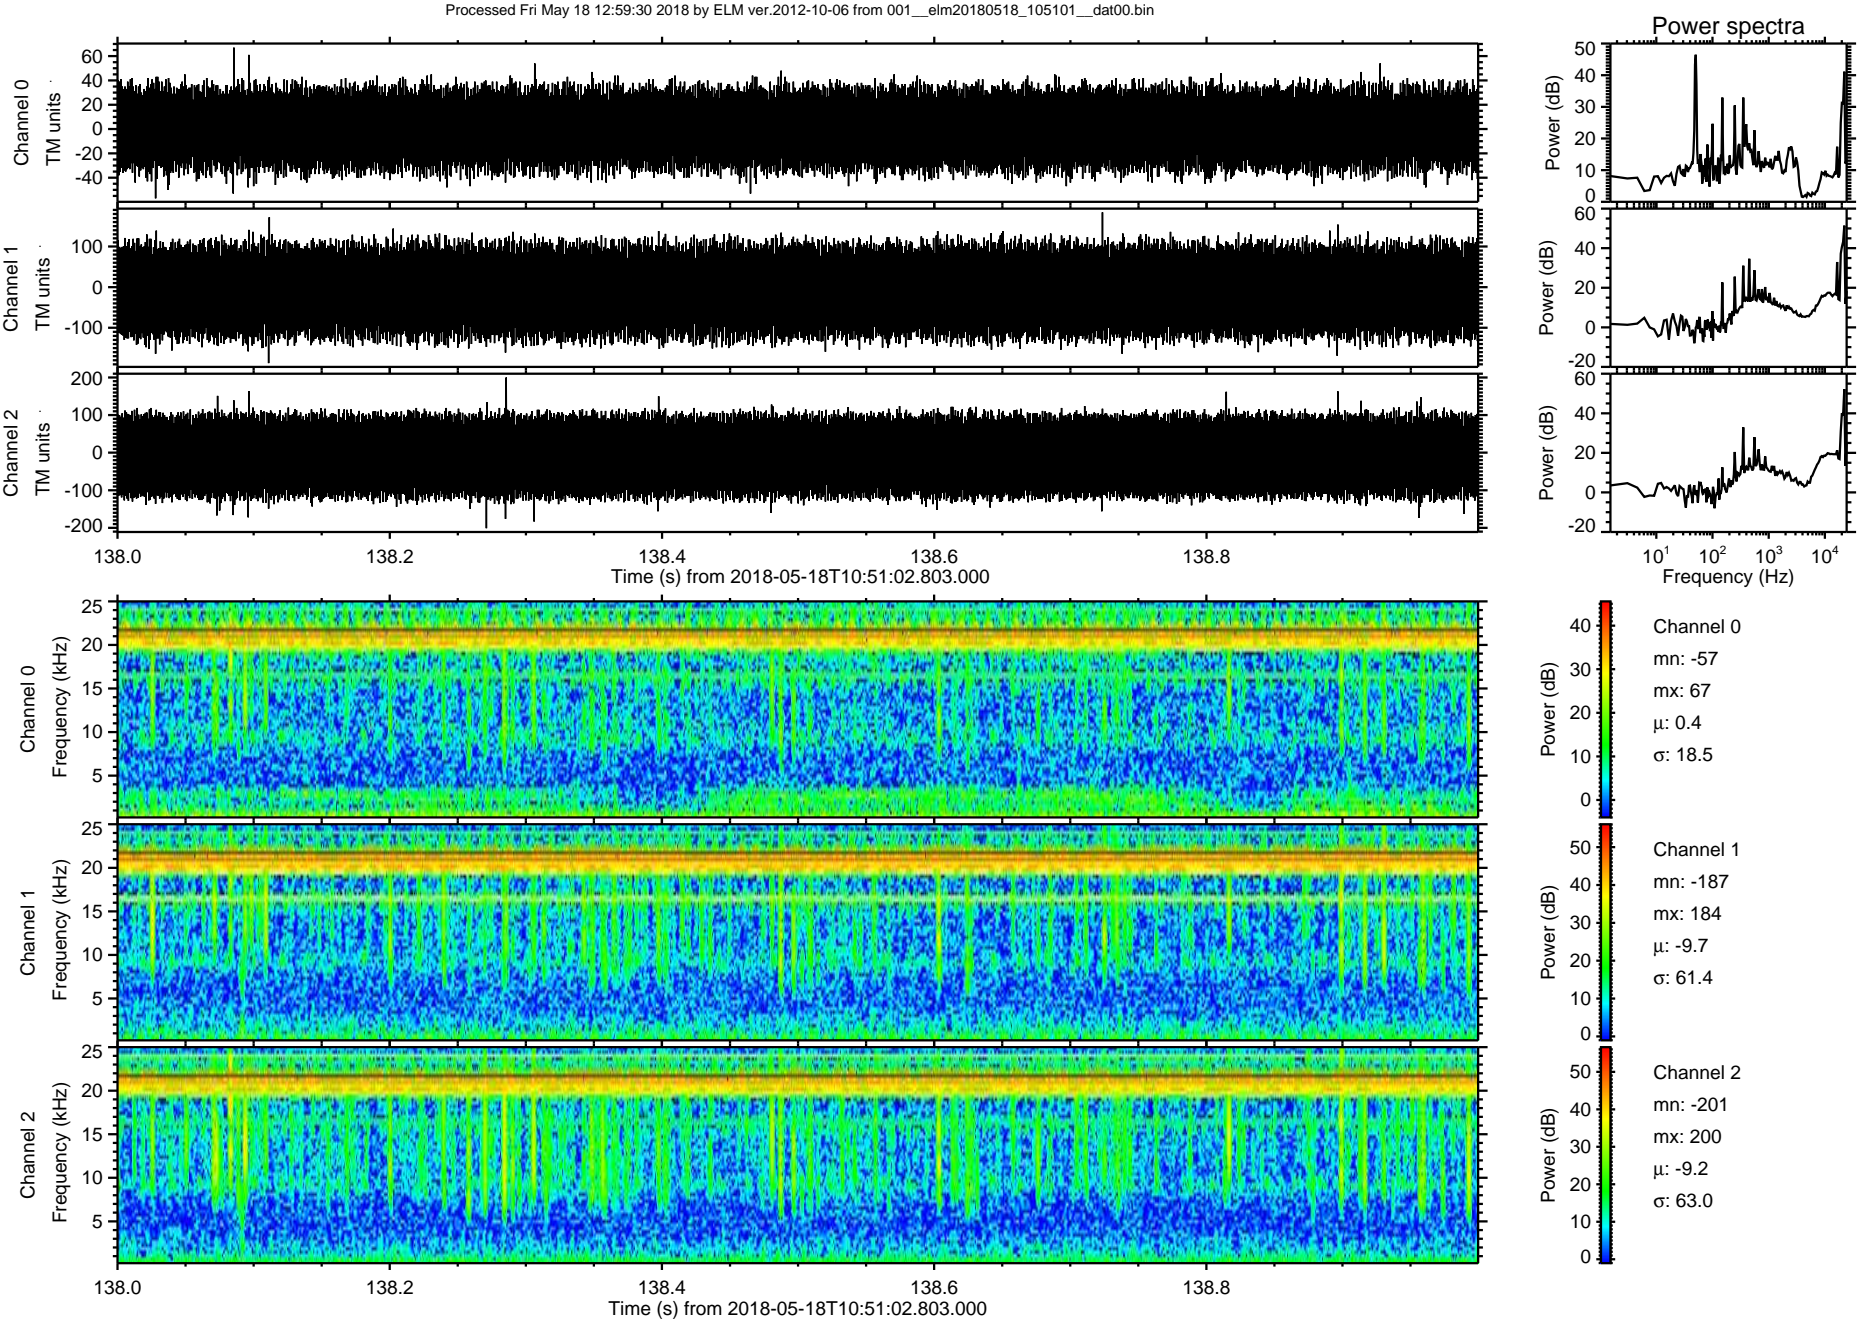 Processed Fri May 18 12:59:30 2018 by ELM ver.2012-10-06 from 001__elm20180518_105101__dat00.bin
Power spectra
Channel 0
TM units
60
40
20
0
-20
-40
Power (dB)
50
40
30
20
10
0
Channel 1
TM units
100
0
-100
Power (dB)
60
40
20
0
-20
Channel 2
TM units
200
100
0
-100
-200
Power (dB)
60
40
20
0
-20
138.0 138.2 138.4 138.6 138.8
Time (s) from 2018-05-18T10:51:02.803.000
10^1 10^2 10^3 10^4
Frequency (Hz)
Channel 0
Frequency (kHz)
25
20
15
10
5
Power (dB)
40
30
20
10
0
Channel 0
mn: -57
mx: 67
μ: 0.4
σ: 18.5
Channel 1
Frequency (kHz)
25
20
15
10
5
Power (dB)
50
40
30
20
10
0
Channel 1
mn: -187
mx: 184
μ: -9.7
σ: 61.4
Channel 2
Frequency (kHz)
25
20
15
10
5
Power (dB)
50
40
30
20
10
0
Channel 2
mn: -201
mx: 200
μ: -9.2
σ: 63.0
138.0 138.2 138.4 138.6 138.8
Time (s) from 2018-05-18T10:51:02.803.000